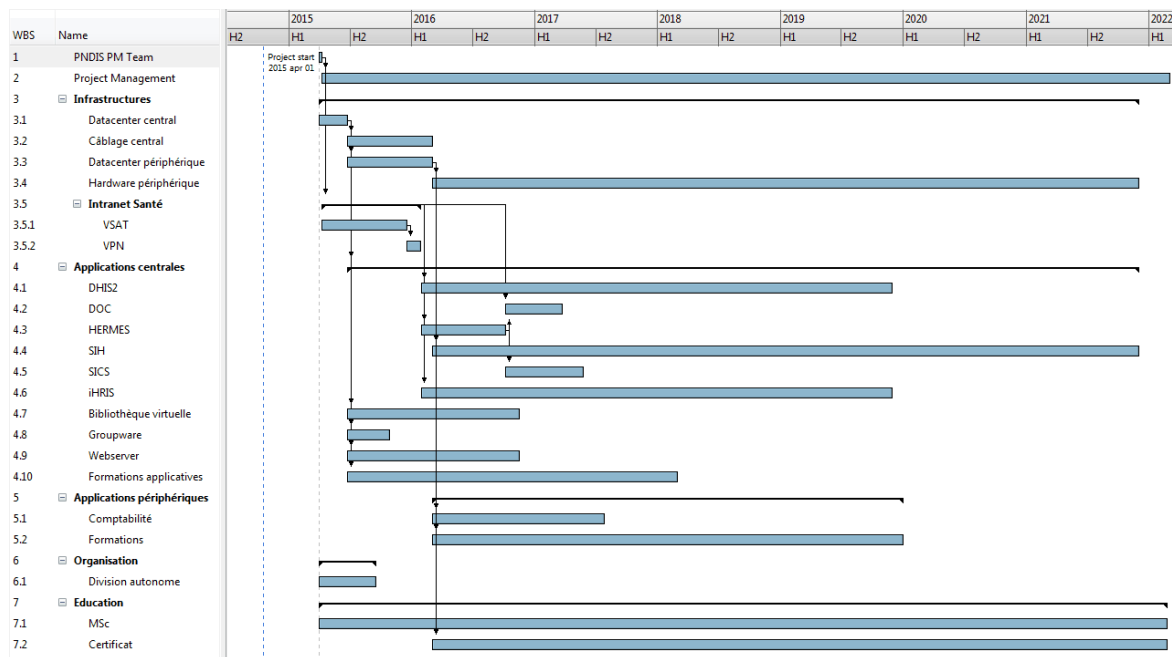 2015 2016 2017 2018 2019 2020 2021 2022
WBS Name H2 H1 H2 H1 H2 H1 H2 H1 H2 H1 H2 H1 H2 H1 H2 H1
1 PNDIS PM Team Project start
2015 apr 01
2 Project Management
3 Infrastructures
3.1 Datacenter central
3.2 Câblage central
3.3 Datacenter périphérique
3.4 Hardware périphérique
3.5 Intranet Santé
3.5.1 VSAT
3.5.2 VPN
4 Applications centrales
4.1 DHIS2
4.2 DOC
4.3 HERMES
4.4 SIH
4.5 SICS
4.6 iHRIS
4.7 Bibliothèque virtuelle
4.8 Groupware
4.9 Webserver
4.10 Formations applicatives
5 Applications périphériques
5.1 Comptabilité
5.2 Formations
6 Organisation
6.1 Division autonome
7 Education
7.1 MSc
7.2 Certificat